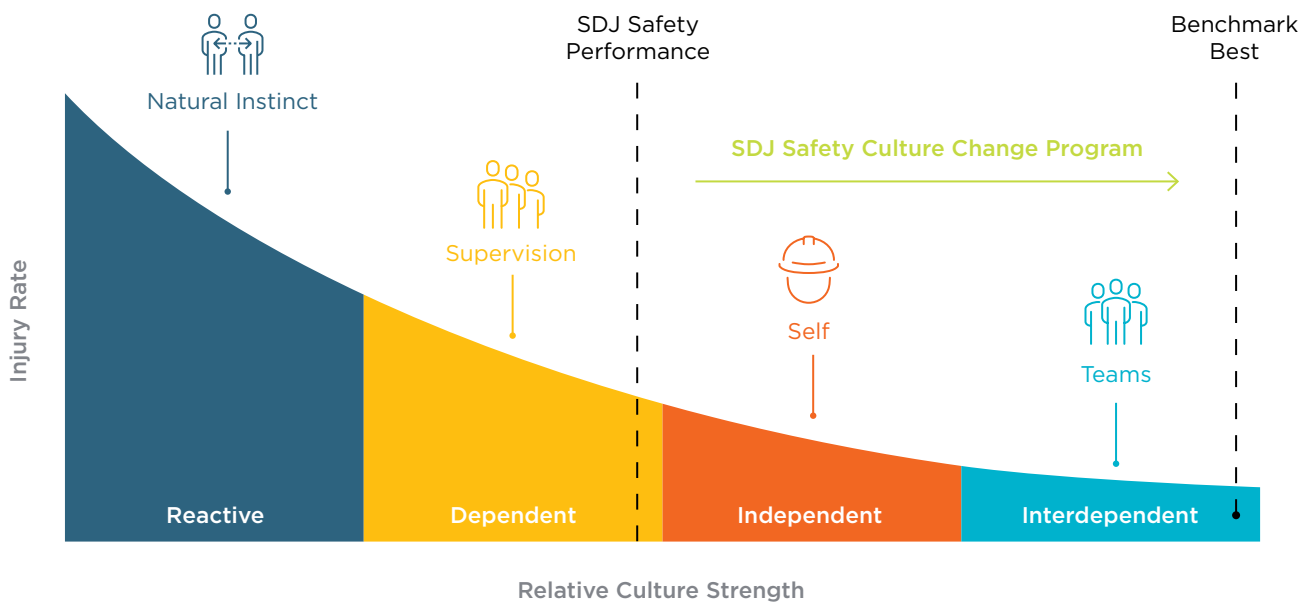 SDJ Safety
Performance
Benchmark
Best
Natural Instinct
SDJ Safety Culture Change Program
Supervision
Self
Teams
Injury Rate
Reactive
Dependent
Independent
Interdependent
Relative Culture Strength